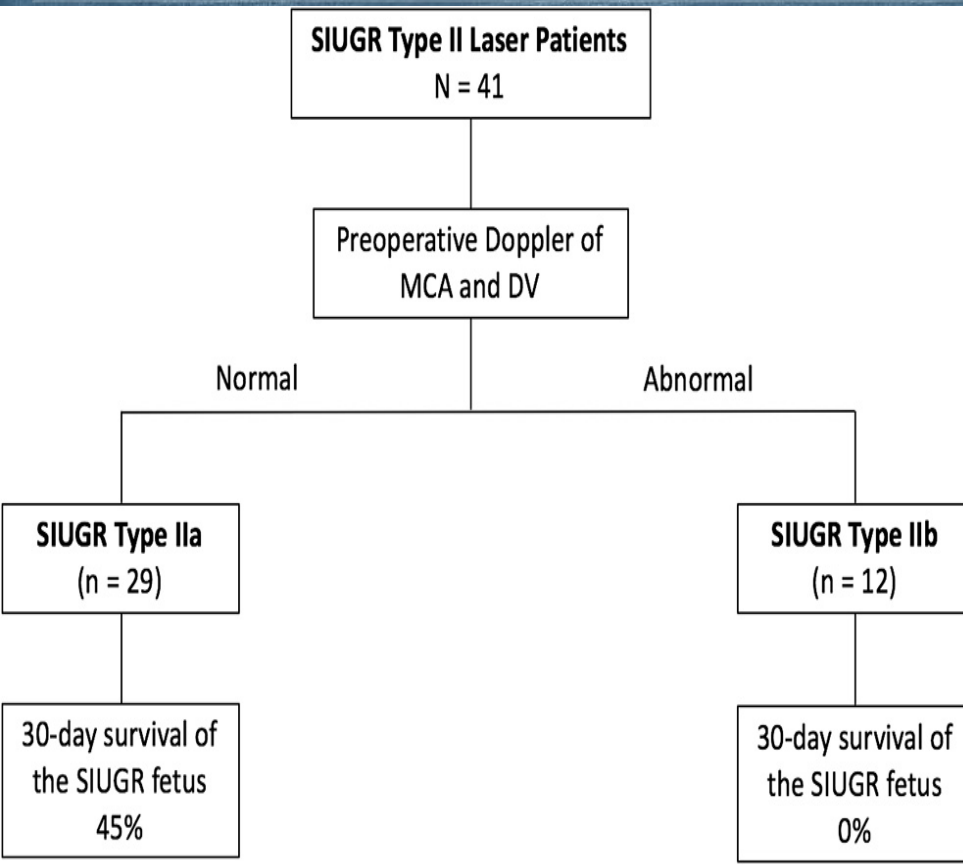 SIUGR Type II Laser Patients
N = 41
Preoperative Doppler of
MCA and DV
Normal
Abnormal
SIUGR Type IIa
(n = 29)
SIUGR Type IIb
(n = 12)
30-day survival of
the SIUGR fetus
45%
30-day survival of
the SIUGR fetus
0%